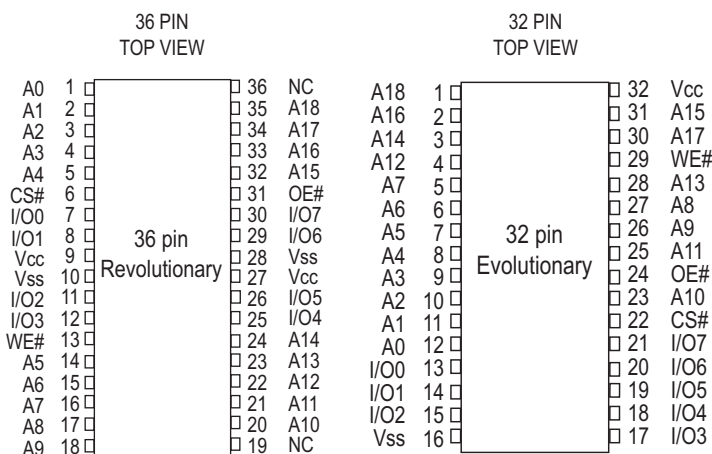 36 PIN
TOP VIEW
A0 1 36 NC
A1 2 35 A18
A2 3 34 A17
A3 4 33 A16
A4 5 32 A15
CS# 6 31 OE#
I/O0 7 30 I/O7
I/O1 8 29 I/O6
Vcc 9 28 Vss
Vss 10 27 Vcc
I/O2 11 26 I/O5
I/O3 12 25 I/O4
WE# 13 24 A14
A5 14 23 A13
A6 15 22 A12
A7 16 21 A11
A8 17 20 A10
A9 18 19 NC
36 pin
Revolutionary
32 PIN
TOP VIEW
A18 1 32 Vcc
A16 2 31 A15
A14 3 30 A17
A12 4 29 WE#
A7 5 28 A13
A6 6 27 A8
A5 7 26 A9
A4 8 25 A11
A3 9 24 OE#
A2 10 23 A10
A1 11 22 CS#
A0 12 21 I/O7
I/O0 13 20 I/O6
I/O1 14 19 I/O5
I/O2 15 18 I/O4
Vss 16 17 I/O3
32 pin
Evolutionary